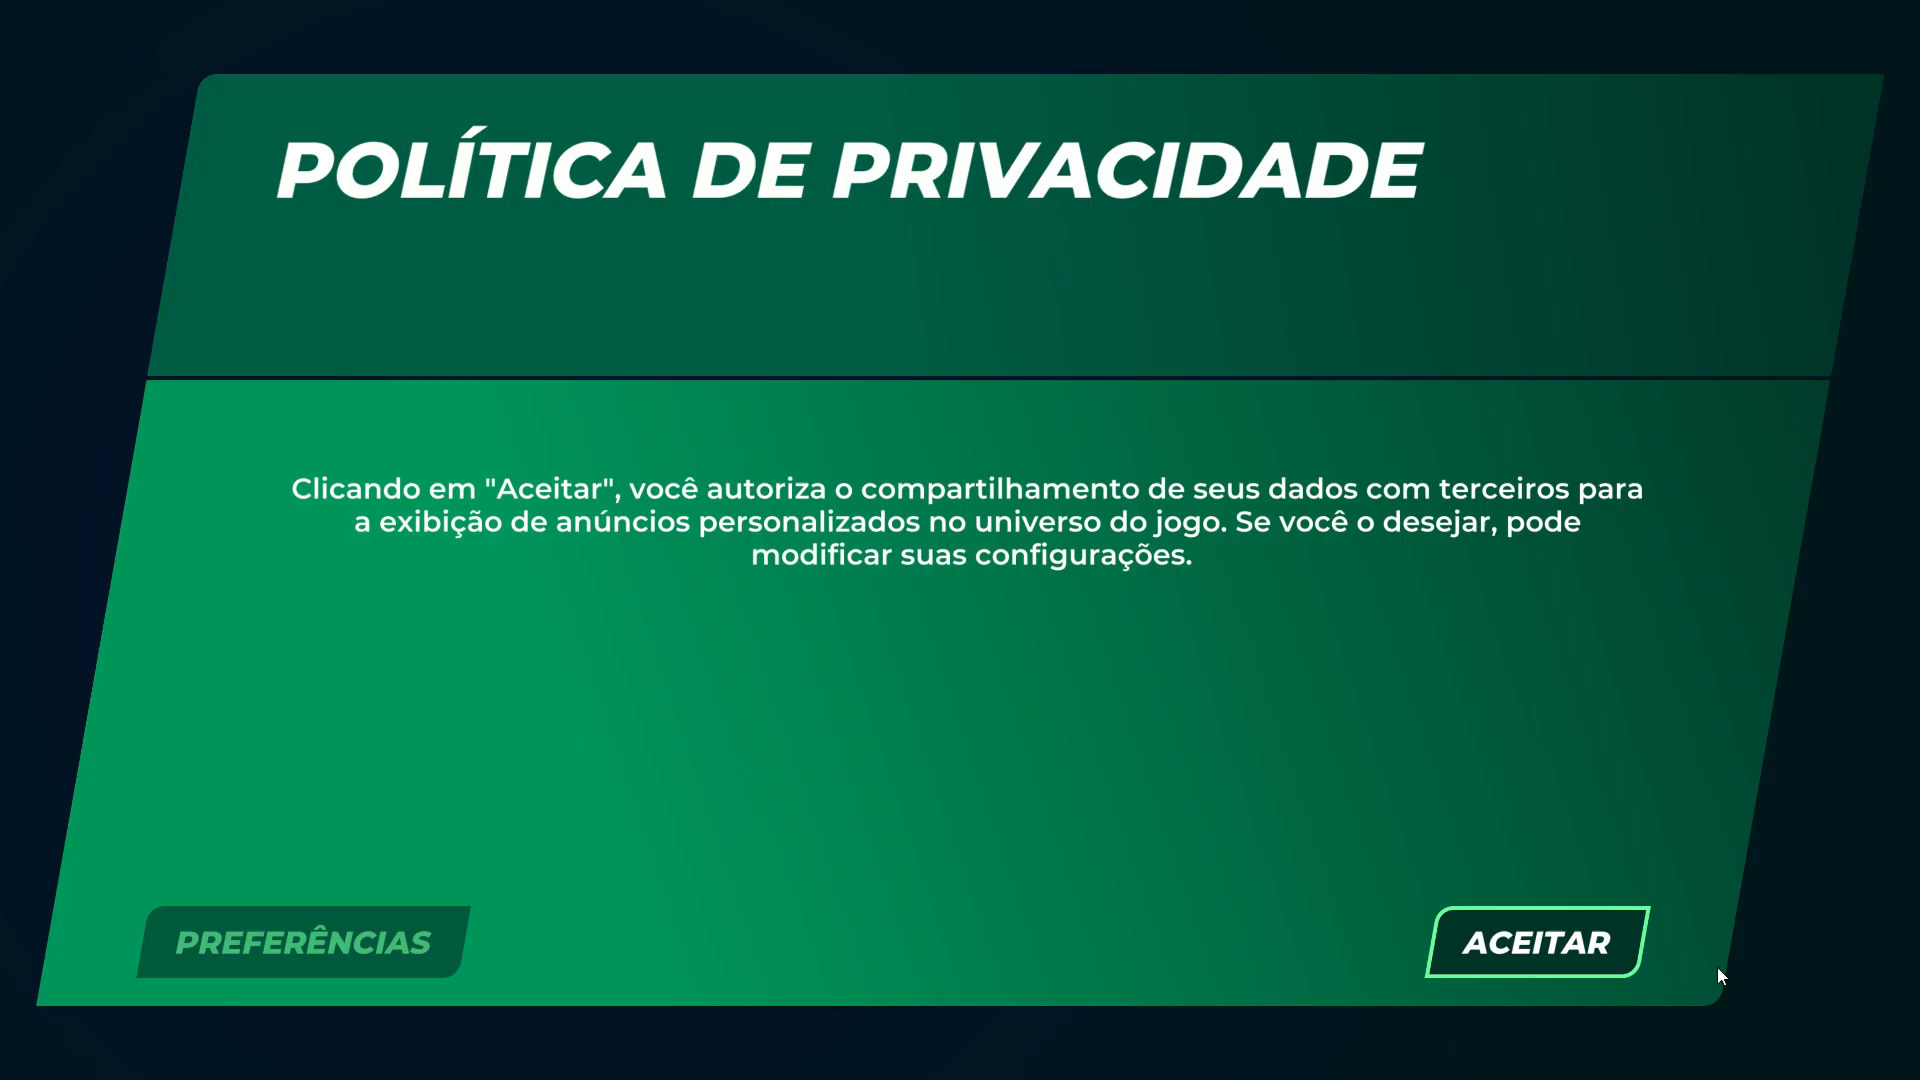 POLÍTICA DE PRIVACIDADE
Clicando em "Aceitar", você autoriza o compartilhamento de seus dados com terceiros para
a exibição de anúncios personalizados no universo do jogo. Se você o desejar, pode
modificar suas configurações.
PREFERÊNCIAS
ACEITAR